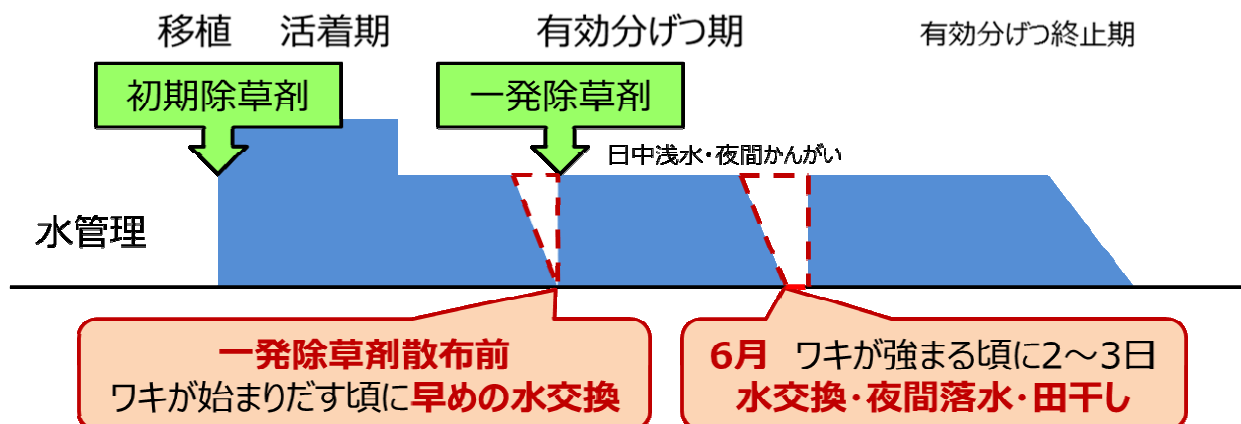 移植 活着期 有効分げつ期 有効分げつ終止期
初期除草剤 一発除草剤
日中浅水・夜間かんがい
水管理
一発除草剤散布前
ワキが始まりだす頃に早めの水交換
6月 ワキが強まる頃に2～3日
水交換・夜間落水・田干し